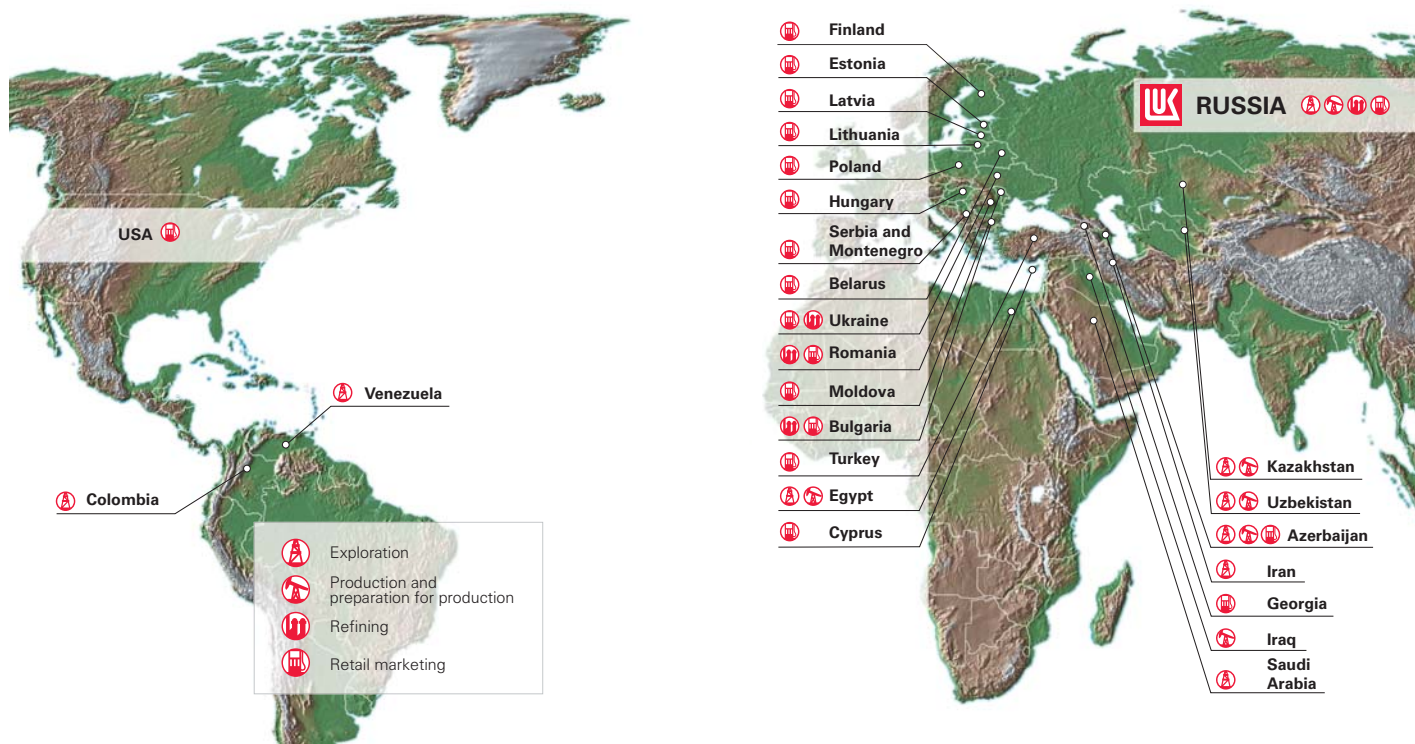 USA
Venezuela
Colombia
Exploration
Production and
preparation for production
Refining
Retail marketing
Finland
Estonia
Latvia
Lithuania
Poland
Hungary
Serbia and
Montenegro
Belarus
Ukraine
Romania
Moldova
Bulgaria
Turkey
Egypt
Cyprus
LUK RUSSIA
Kazakhstan
Uzbekistan
Azerbaijan
Iran
Georgia
Iraq
Saudi
Arabia